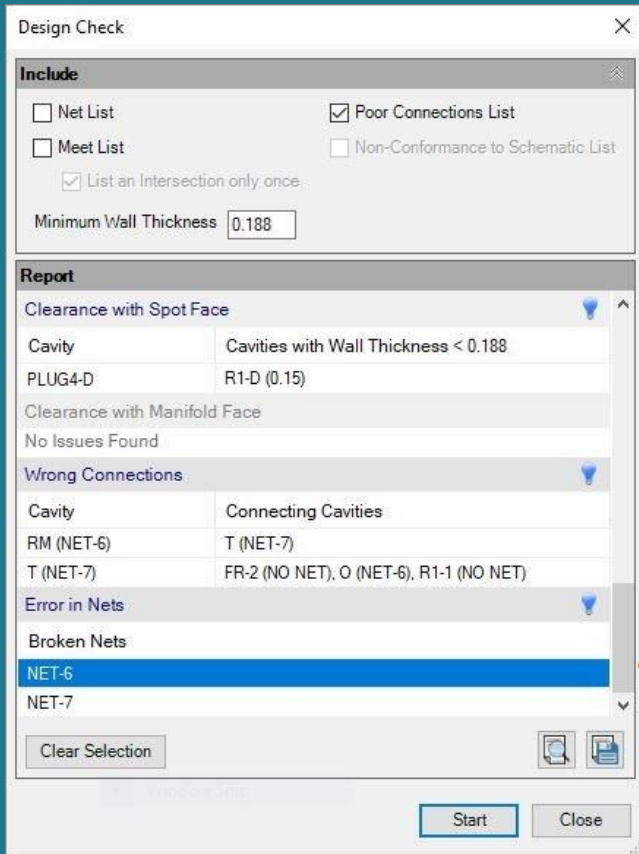 Design Check
Include
Net List
Poor Connections List
Meet List
Non-Conformance to Schematic List
List an Intersection only once
Minimum Wall Thickness 0.188
Report
Clearance with Spot Face
Cavity Cavities with Wall Thickness < 0.188
PLUG4-D R1-D (0.15)
Clearance with Manifold Face
No Issues Found
Wrong Connections
Cavity Connecting Cavities
RM (NET-6) T (NET-7)
T (NET-7) FR-2 (NO NET), O (NET-6), R1-1 (NO NET)
Error in Nets
Broken Nets
NET-6
NET-7
Clear Selection
Start Close